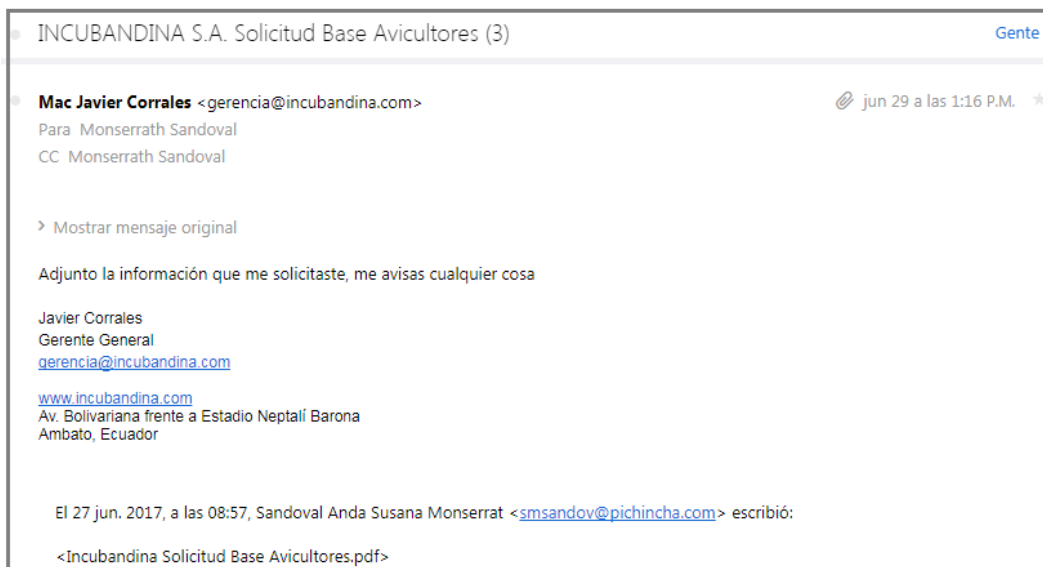 INCUBANDINA S.A. Solicitud Base Avicultores (3)
Gente
Mac Javier Corrales <gerencia@incubandina.com>
jun 29 a las 1:16 P.M.
Para Monserrath Sandoval
CC Monserrath Sandoval
> Mostrar mensaje original
Adjunto la información que me solicitaste, me avisas cualquier cosa
Javier Corrales
Gerente General
gerencia@incubandina.com
www.incubandina.com
Av. Bolivariana frente a Estadio Neptalí Barona
Ambato, Ecuador
El 27 jun. 2017, a las 08:57, Sandoval Anda Susana Monserrat <smsandov@pichincha.com> escribió:
<Incubandina Solicitud Base Avicultores.pdf>